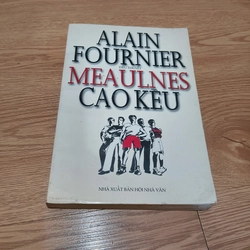 ALAIN
FOURNIER
MEAULNES
CAO KỀU
NHÀ XUẤT BẢN HỘI NHÀ VĂN